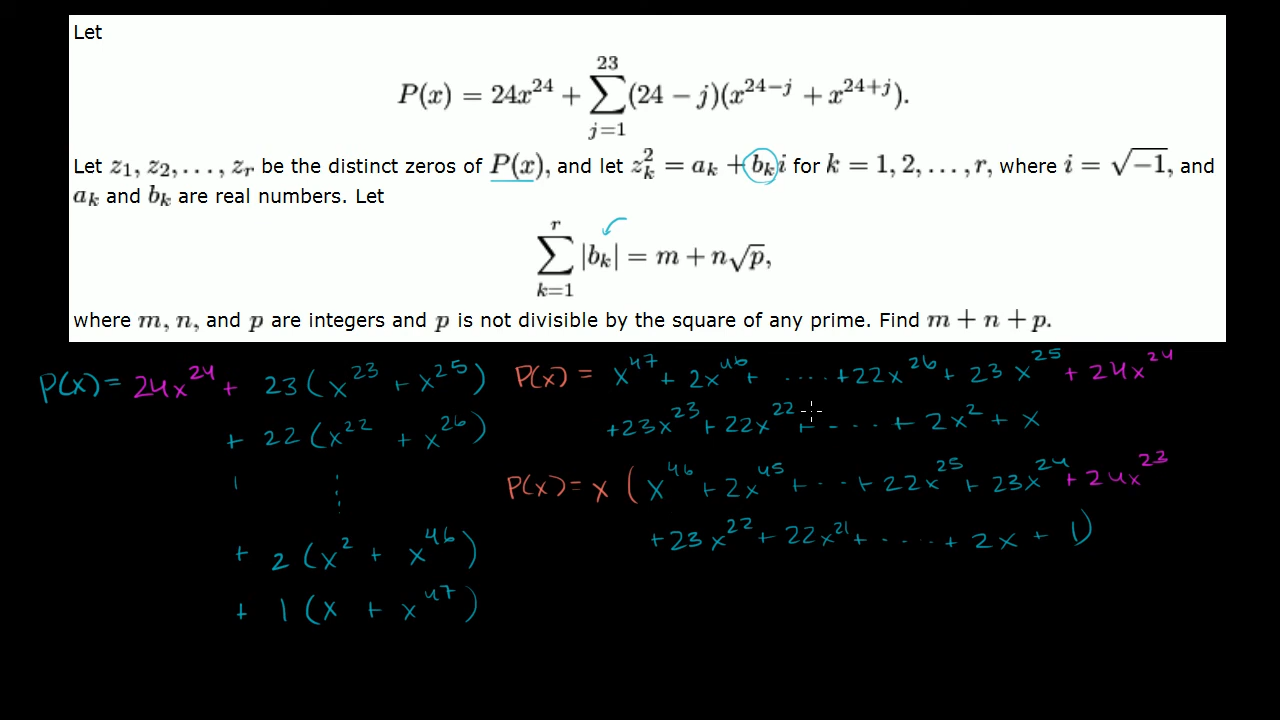 Let
P(x) = 24x^{24} + \sum_{j=1}^{23} (24 − j)(x^{24−j} + x^{24+j}).
Let z_1, z_2, . . . , z_r be the distinct zeros of P(x), and let z_k^2 = a_k + b_k i for k = 1, 2, . . . , r, where i = √−1, and
a_k and b_k are real numbers. Let
\sum_{k=1}^{r} |b_k| = m + n√p,
where m, n, and p are integers and p is not divisible by the square of any prime. Find m + n + p.
P(x) = 24x^{24} + 23(x^{23} + x^{25})
+ 22(x^{22} + x^{26})
+ 2(x^2 + x^{46})
+ 1(x + x^{47})
P(x) = x^{47} + 2x^{46} + ..... + 22x^{26} + 23x^{25} + 24x^{24}
+ 23x^{23} + 22x^{22} + - ... + 2x^2 + x
P(x) = x(x^{46} + 2x^{45} + ... + 22x^{25} + 23x^{24} + 24x^{23}
+ 23x^{22} + 22x^{21} + ..... + 2x + 1)